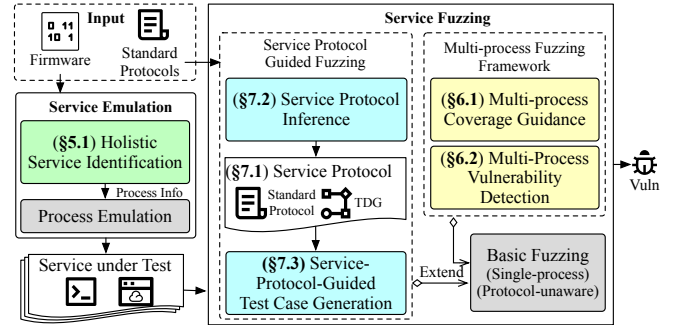 Input
0 11
10 1
Firmware
Standard
Protocols
Service Emulation
(§5.1) Holistic
Service Identification
Process Info
Process Emulation
Service under Test
Service Fuzzing
Service Protocol
Guided Fuzzing
(§7.2) Service Protocol
Inference
(§7.1) Service Protocol
Standard
Protocol
TDG
(§7.3) Service-
Protocol-Guided
Test Case Generation
Multi-process Fuzzing
Framework
(§6.1) Multi-process
Coverage Guidance
(§6.2) Multi-Process
Vulnerability
Detection
Extend
Basic Fuzzing
(Single-process)
(Protocol-unaware)
Vuln